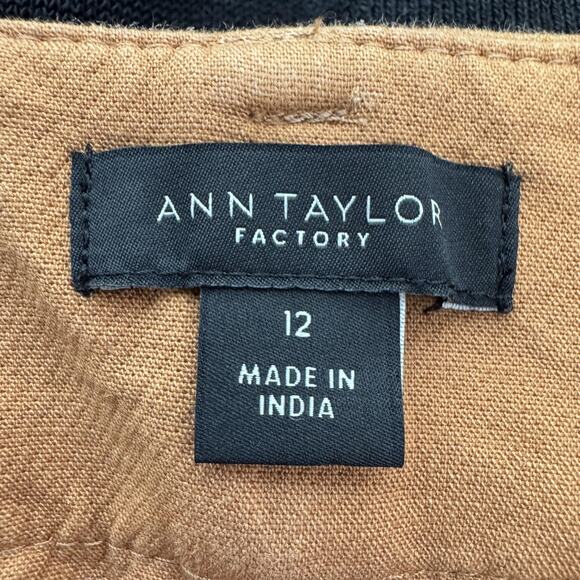 ANN TAYLOR
FACTORY
12
MADE IN
INDIA